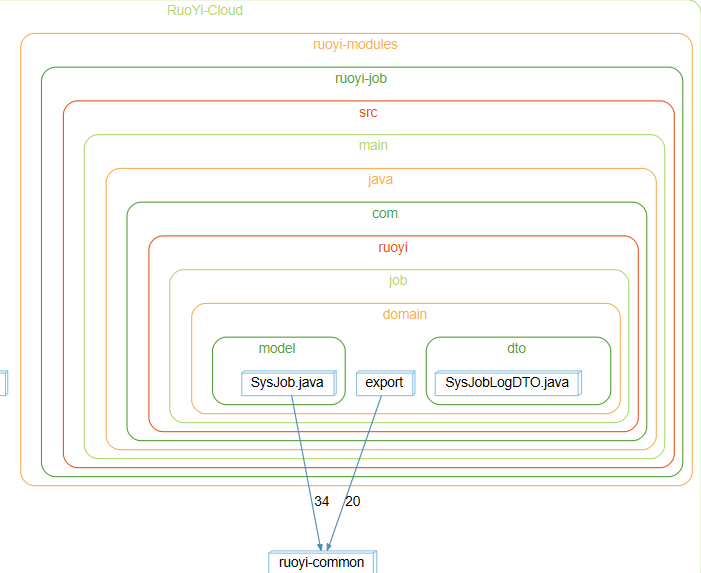 RuoYi-Cloud
ruoyi-modules
ruoyi-job
src
main
java
com
ruoyi
job
domain
model
dto
SysJob.java
export
SysJobLogDTO.java
34
20
ruoyi-common